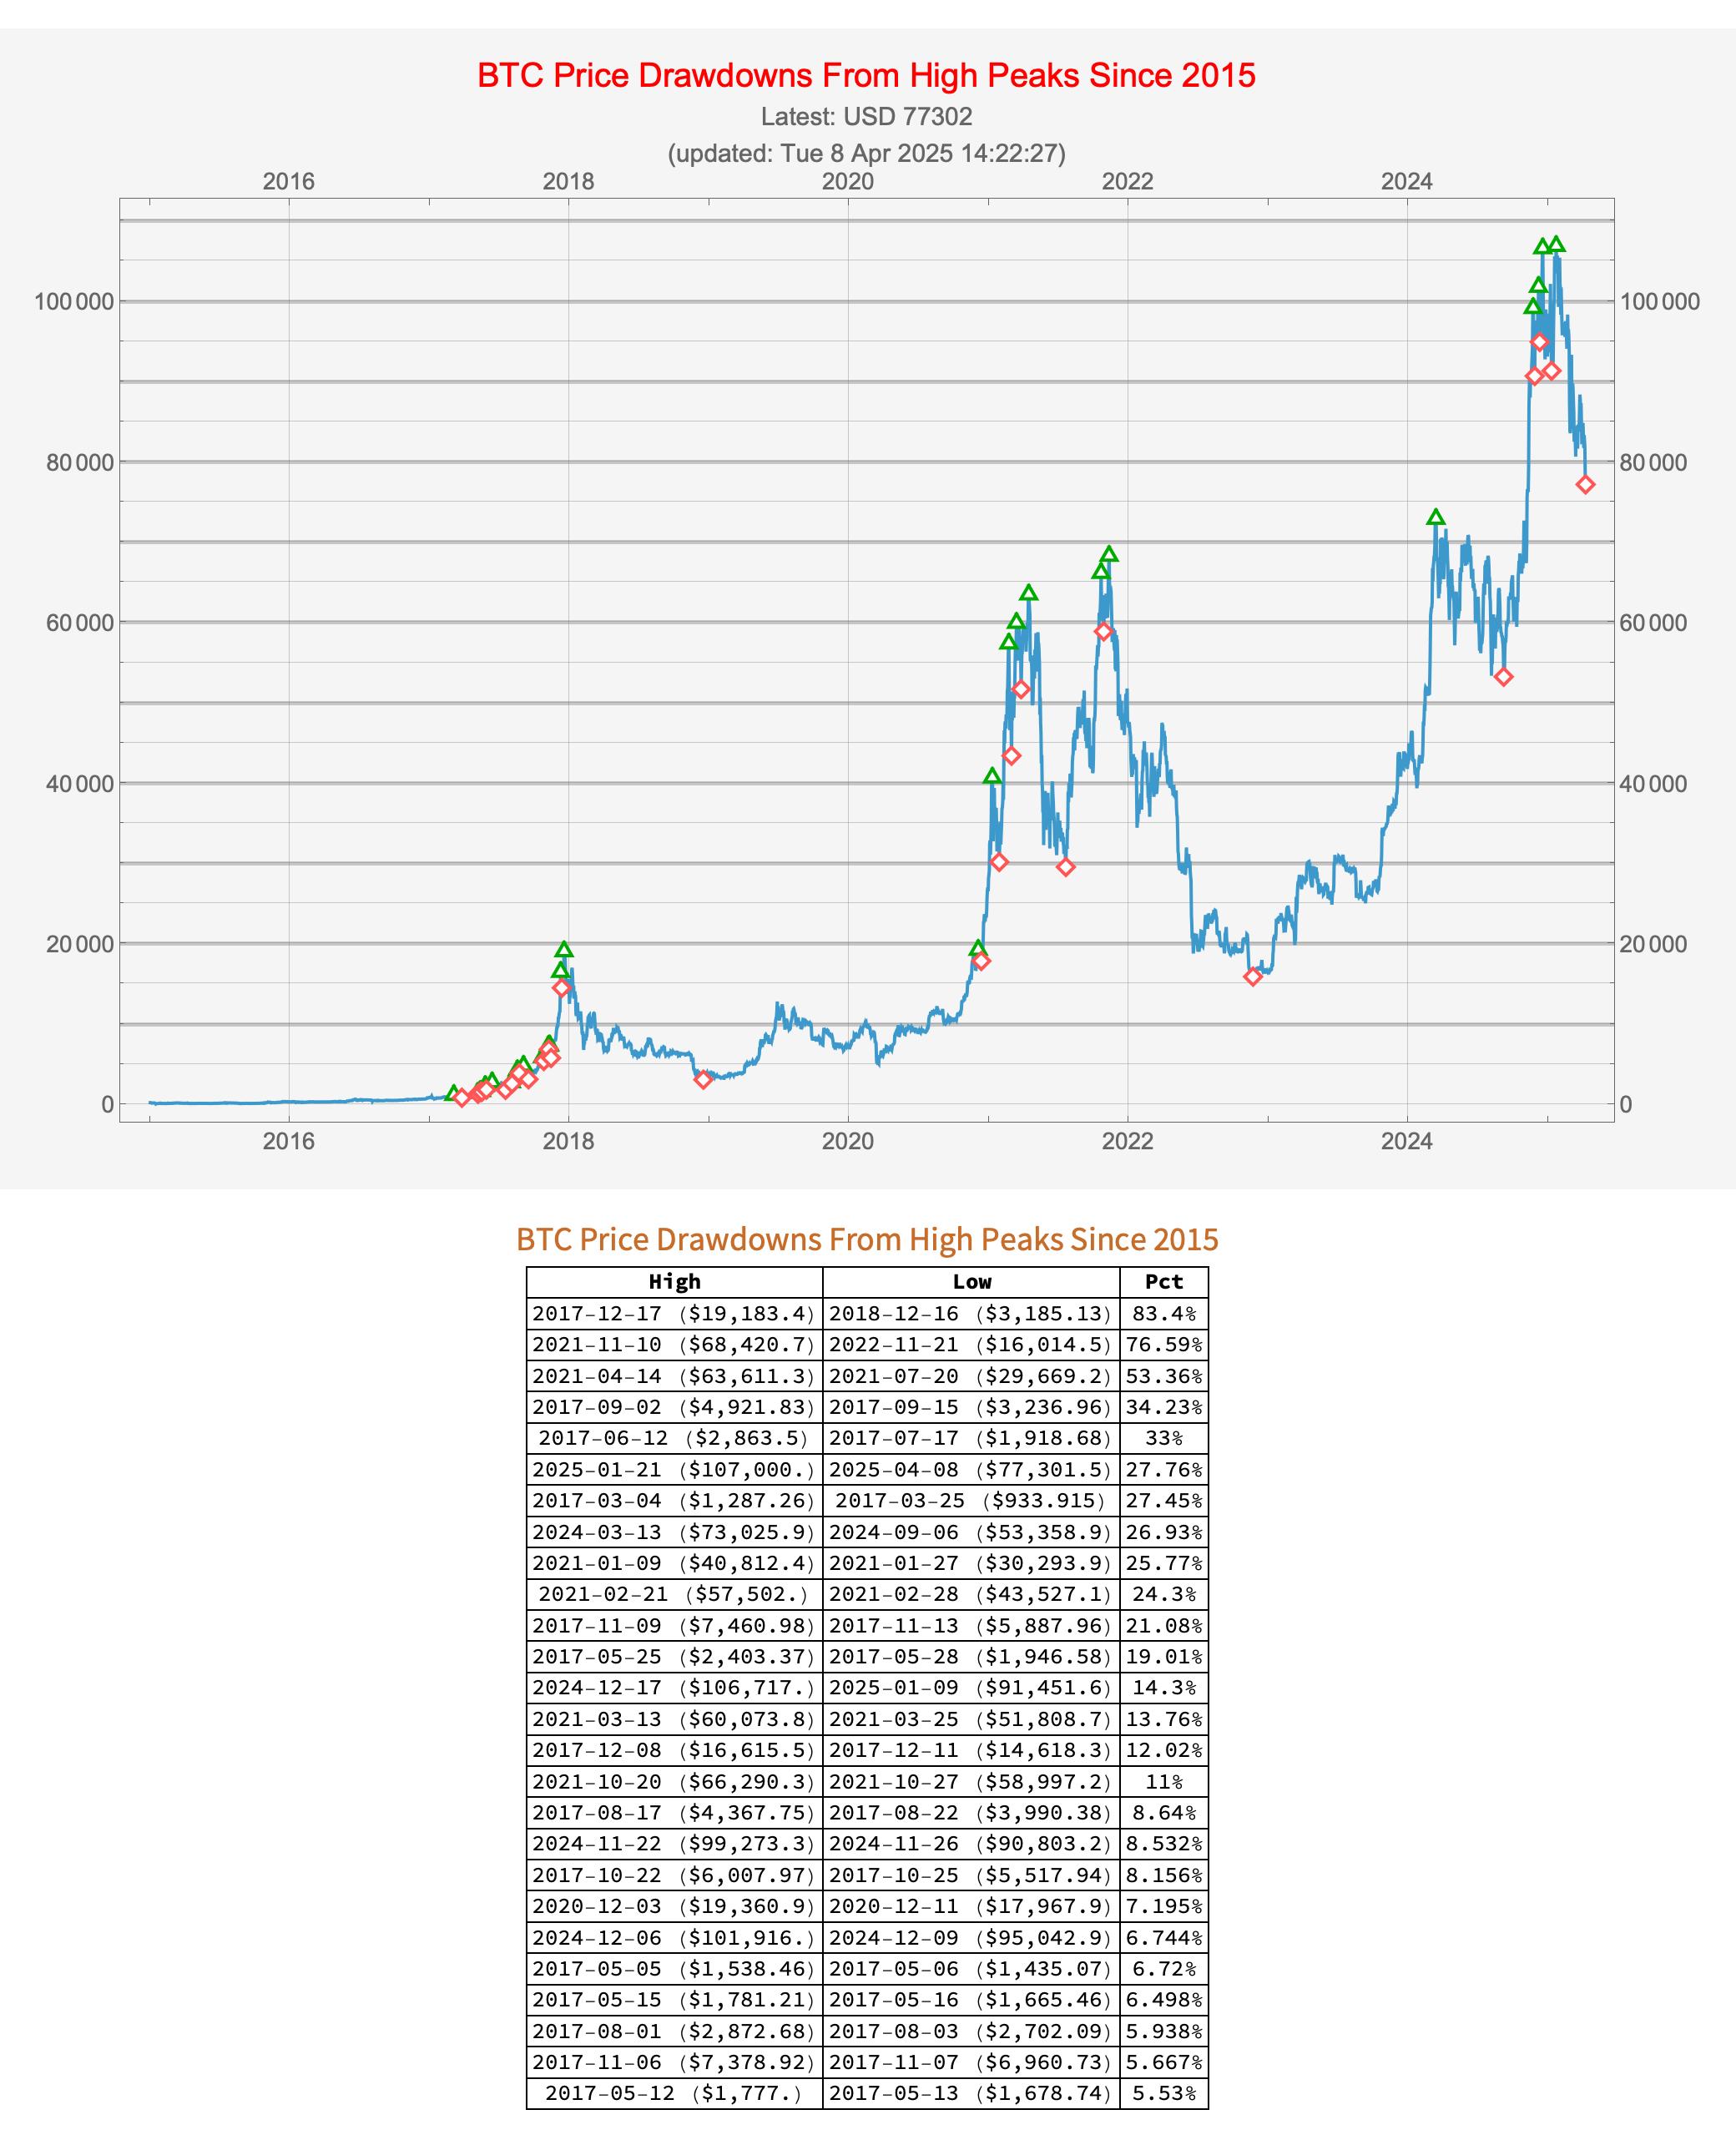 BTC Price Drawdowns From High Peaks Since 2015
Latest: USD 77302
(updated: Tue 8 Apr 2025 14:22:27)
2016 2018 2020 2022 2024
100 000 100 000
80 000 80 000
60 000 60 000
40 000 40 000
20 000 20 000
0 0
2016 2018 2020 2022 2024
BTC Price Drawdowns From High Peaks Since 2015
High Low Pct
2017-12-17 ($19,183.4) 2018-12-16 ($3,185.13) 83.4%
2021-11-10 ($68,420.7) 2022-11-21 ($16,014.5) 76.59%
2021-04-14 ($63,611.3) 2021-07-20 ($29,669.2) 53.36%
2017-09-02 ($4,921.83) 2017-09-15 ($3,236.96) 34.23%
2017-06-12 ($2,863.5) 2017-07-17 ($1,918.68) 33%
2025-01-21 ($107,000.) 2025-04-08 ($77,301.5) 27.76%
2017-03-04 ($1,287.26) 2017-03-25 ($933.915) 27.45%
2024-03-13 ($73,025.9) 2024-09-06 ($53,358.9) 26.93%
2021-01-09 ($40,812.4) 2021-01-27 ($30,293.9) 25.77%
2021-02-21 ($57,502.) 2021-02-28 ($43,527.1) 24.3%
2017-11-09 ($7,460.98) 2017-11-13 ($5,887.96) 21.08%
2017-05-25 ($2,403.37) 2017-05-28 ($1,946.58) 19.01%
2024-12-17 ($106,717.) 2025-01-09 ($91,451.6) 14.3%
2021-03-13 ($60,073.8) 2021-03-25 ($51,808.7) 13.76%
2017-12-08 ($16,615.5) 2017-12-11 ($14,618.3) 12.02%
2021-10-20 ($66,290.3) 2021-10-27 ($58,997.2) 11%
2017-08-17 ($4,367.75) 2017-08-22 ($3,990.38) 8.64%
2024-11-22 ($99,273.3) 2024-11-26 ($90,803.2) 8.532%
2017-10-22 ($6,007.97) 2017-10-25 ($5,517.94) 8.156%
2020-12-03 ($19,360.9) 2020-12-11 ($17,967.9) 7.195%
2024-12-06 ($101,916.) 2024-12-09 ($95,042.9) 6.744%
2017-05-05 ($1,538.46) 2017-05-06 ($1,435.07) 6.72%
2017-05-15 ($1,781.21) 2017-05-16 ($1,665.46) 6.498%
2017-08-01 ($2,872.68) 2017-08-03 ($2,702.09) 5.938%
2017-11-06 ($7,378.92) 2017-11-07 ($6,960.73) 5.667%
2017-05-12 ($1,777.) 2017-05-13 ($1,678.74) 5.53%